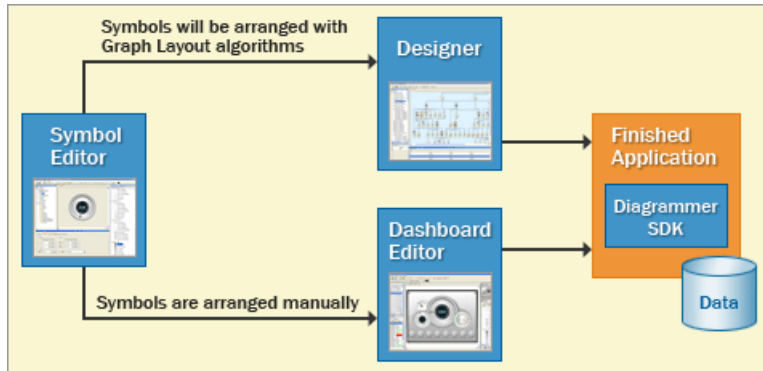 Symbols will be arranged with
Graph Layout algorithms
Designer
Symbol
Editor
Finished
Application
Diagrammer
SDK
Dashboard
Editor
Symbols are arranged manually
Data